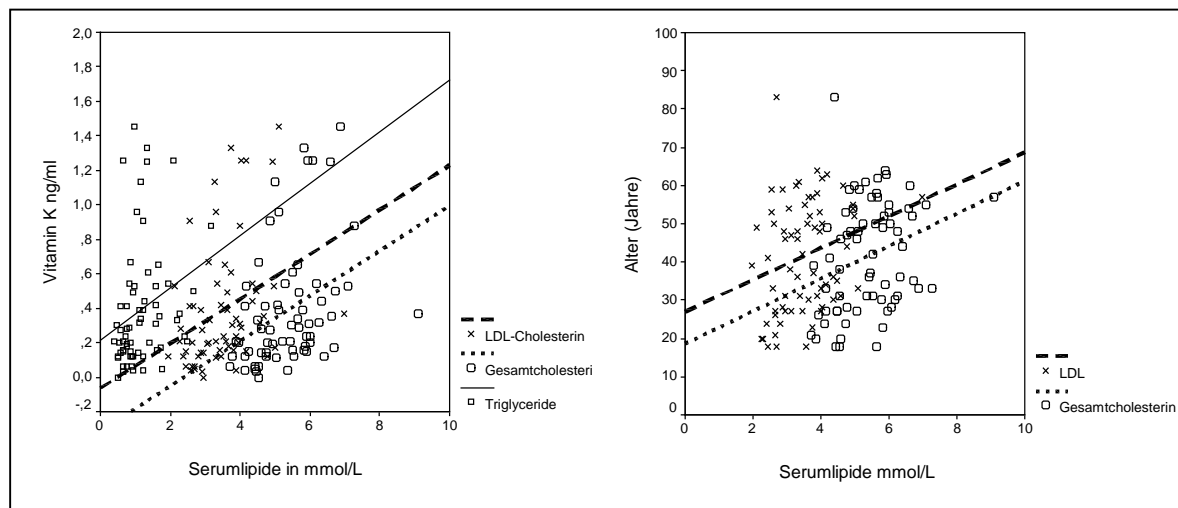 2,0
1,8
1,6
1,4
1,2
1,0
,8
,6
,4
,2
0,0
-,2
Vitamin K ng/ml
0 2 4 6 8 10
Serumlipide in mmol/L
LDL-Cholesterin
Gesamtcholesteri
Triglyceride
100
90
80
70
60
50
40
30
20
10
0
Alter (Jahre)
0 2 4 6 8 10
Serumlipide mmol/L
LDL
Gesamtcholesterin